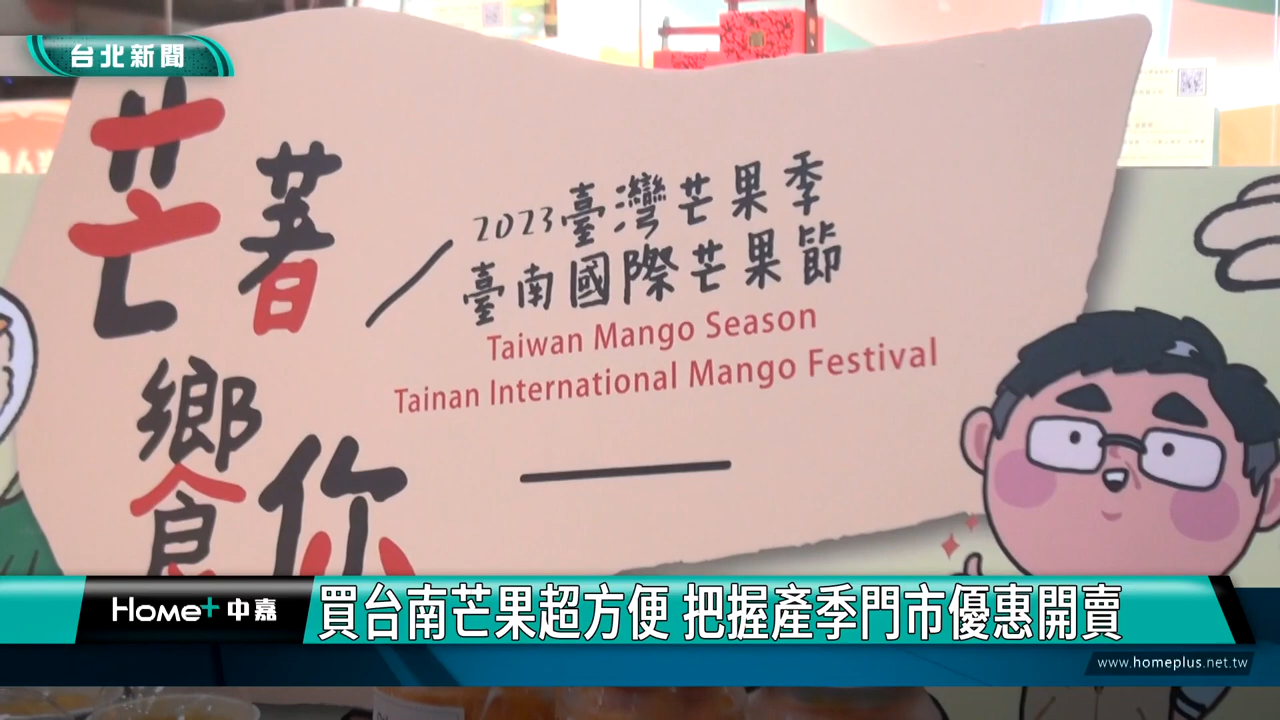 台北新聞
芒著
饗你
2023臺灣芒果季
臺南國際芒果節
Taiwan Mango Season
Tainan International Mango Festival
Home+中嘉
買台南芒果超方便 把握產季門市優惠開賣
www.homeplus.net.tw